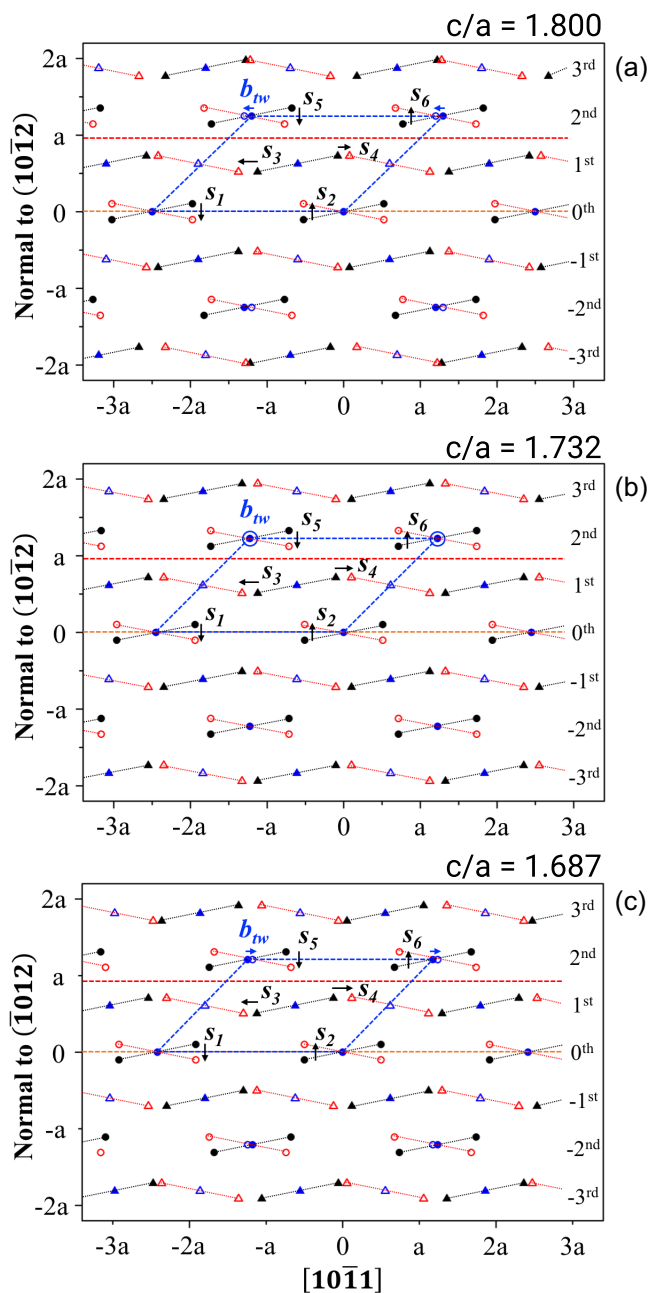 c/a = 1.800
(a)
Normal to (101̄2)
2a
a
0
-a
-2a
3ʳᵈ
2ⁿᵈ
1ˢᵗ
0ᵗʰ
-1ˢᵗ
-2ⁿᵈ
-3ʳᵈ
b_tw
s₅
s₆
s₃
s₄
s₁
s₂
-3a -2a -a 0 a 2a 3a
c/a = 1.732
(b)
Normal to (101̄2)
2a
a
0
-a
-2a
3ʳᵈ
2ⁿᵈ
1ˢᵗ
0ᵗʰ
-1ˢᵗ
-2ⁿᵈ
-3ʳᵈ
b_tw
s₅
s₆
s₃
s₄
s₁
s₂
-3a -2a -a 0 a 2a 3a
c/a = 1.687
(c)
Normal to (1̄012)
2a
a
0
-a
-2a
3ʳᵈ
2ⁿᵈ
1ˢᵗ
0ᵗʰ
-1ˢᵗ
-2ⁿᵈ
-3ʳᵈ
b_tw
s₅
s₆
s₃
s₄
s₁
s₂
-3a -2a -a 0 a 2a 3a
[101̄1]